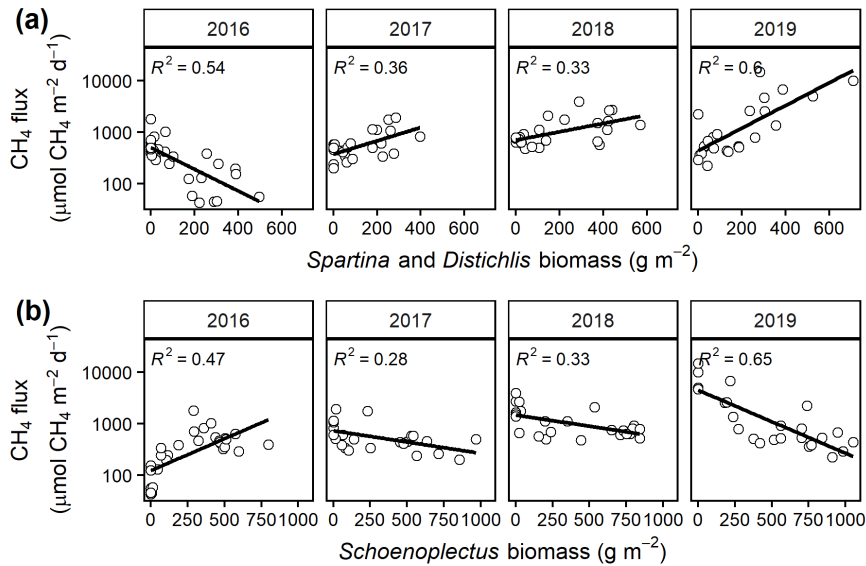 (a)
2016 2017 2018 2019
R² = 0.54 R² = 0.36 R² = 0.33 R² = 0.6
CH₄ flux
(μmol CH₄ m⁻² d⁻¹)
10000
1000
100
0 200 400 600 0 200 400 600 0 200 400 600 0 200 400 600
Spartina and Distichlis biomass (g m⁻²)
(b)
2016 2017 2018 2019
R² = 0.47 R² = 0.28 R² = 0.33 R² = 0.65
CH₄ flux
(μmol CH₄ m⁻² d⁻¹)
10000
1000
100
0 250 500 750 1000 0 250 500 750 1000 0 250 500 750 1000 0 250 500 750 1000
Schoenoplectus biomass (g m⁻²)